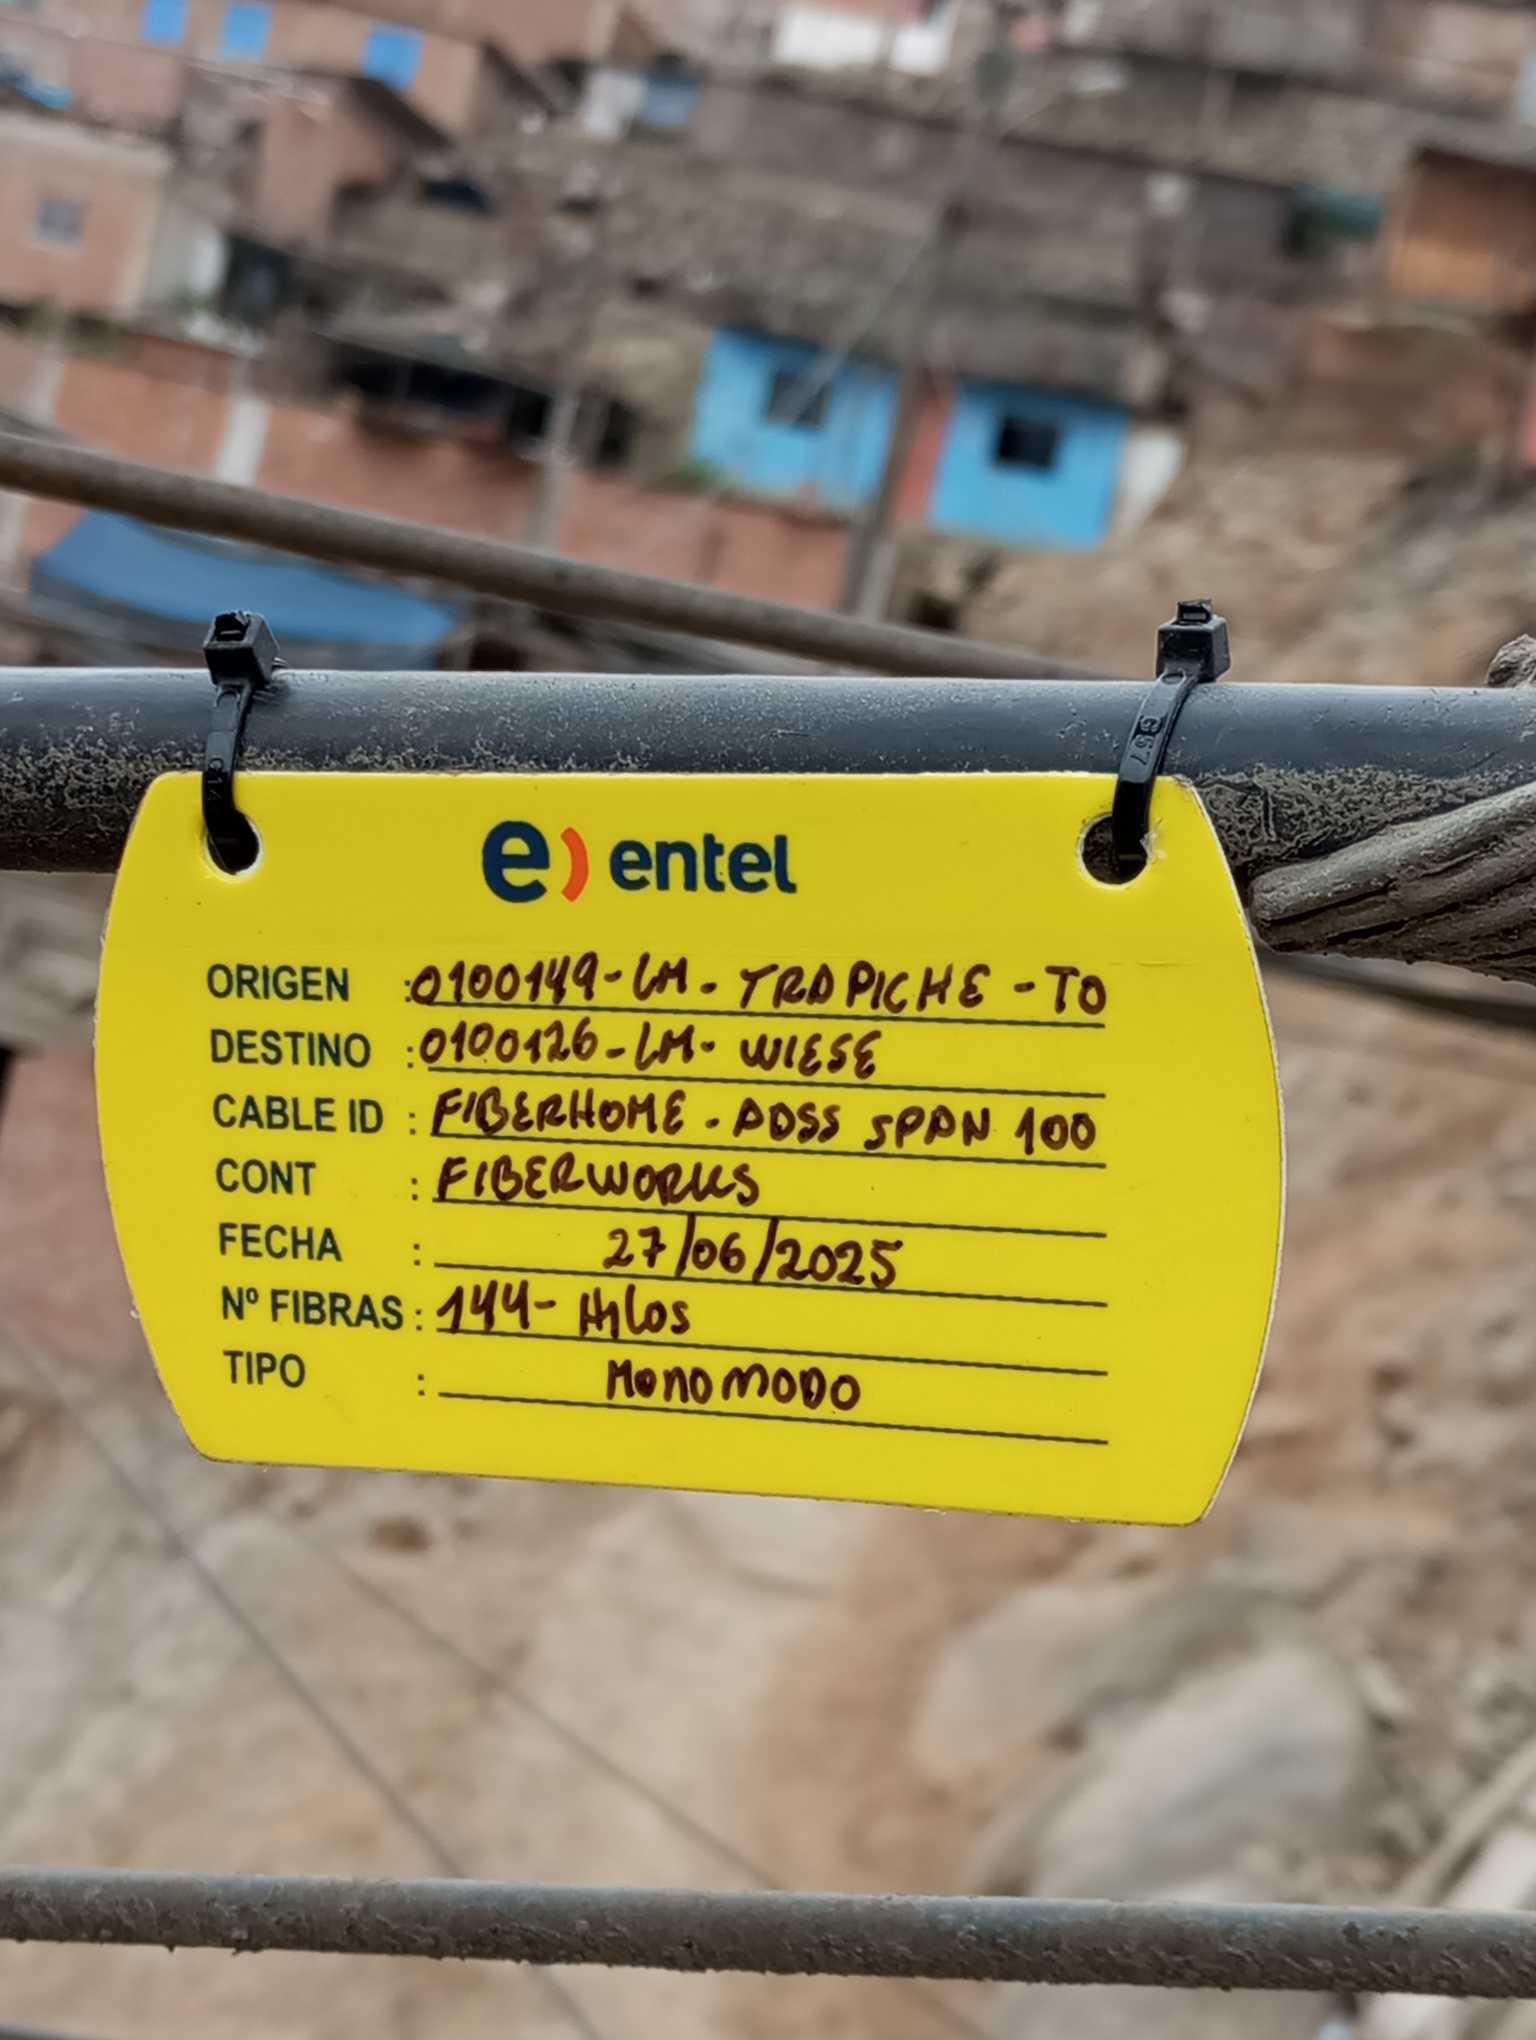 e) entel
ORIGEN : 0100149-LM. TRAPICHE - TO
DESTINO : 0100126-LM. WIESE
CABLE ID : FIBERHOME. ADSS SPAN 100
CONT : FIBERWORKS
FECHA : 27/06/2025
Nº FIBRAS : 144- Hilos
TIPO : MONOMODO